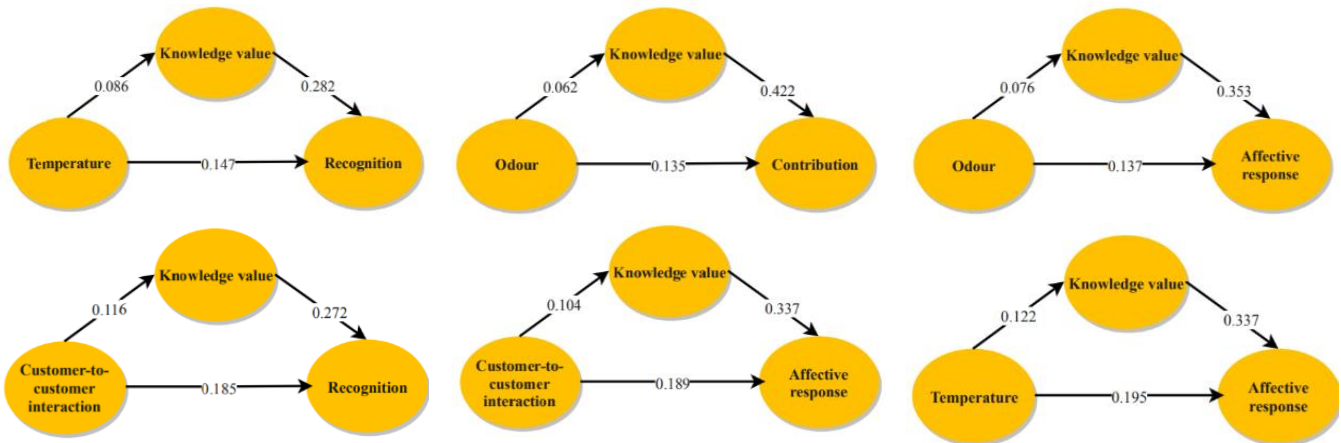 Knowledge value
0.086
0.282
Temperature
0.147
Recognition
Knowledge value
0.062
0.422
Odour
0.135
Contribution
Knowledge value
0.076
0.353
Odour
0.137
Affective
response
Knowledge value
0.116
0.272
Customer-to-
customer
interaction
0.185
Recognition
Knowledge value
0.104
0.337
Customer-to-
customer
interaction
0.189
Affective
response
Knowledge value
0.122
0.337
Temperature
0.195
Affective
response